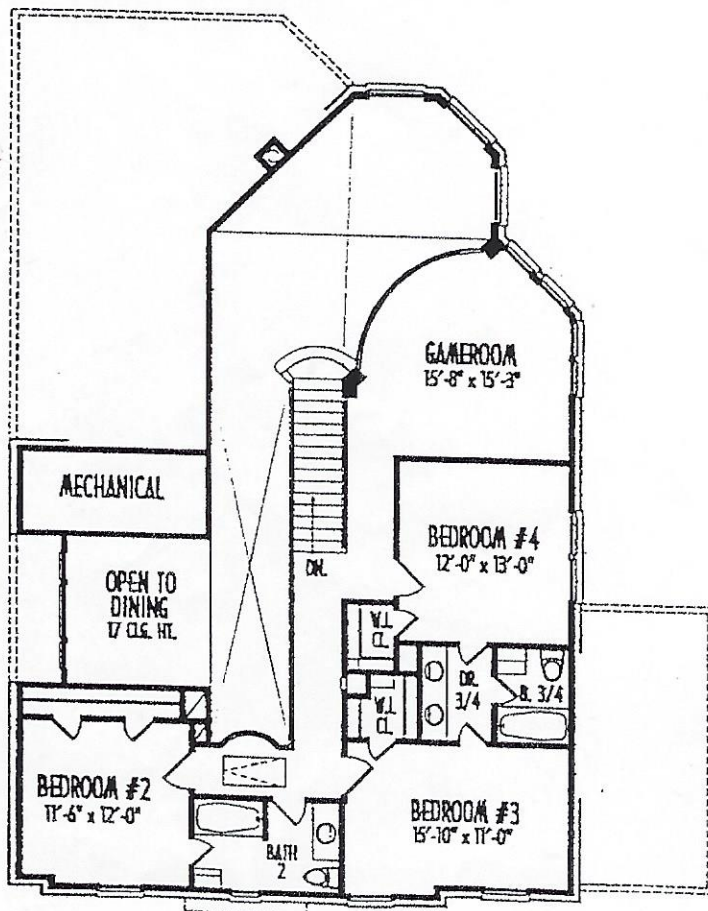 GAMEROOM
15'-8" x 15'-3"
MECHANICAL
BEDROOM #4
12'-0" x 13'-0"
OPEN TO
DINING
17' CLG. HT.
DN.
W.I.
CL.
DR.
3/4
B. 3/4
W.I.
CL.
BEDROOM #2
11'-6" x 12'-0"
BEDROOM #3
15'-10" x 11'-0"
BATH
2